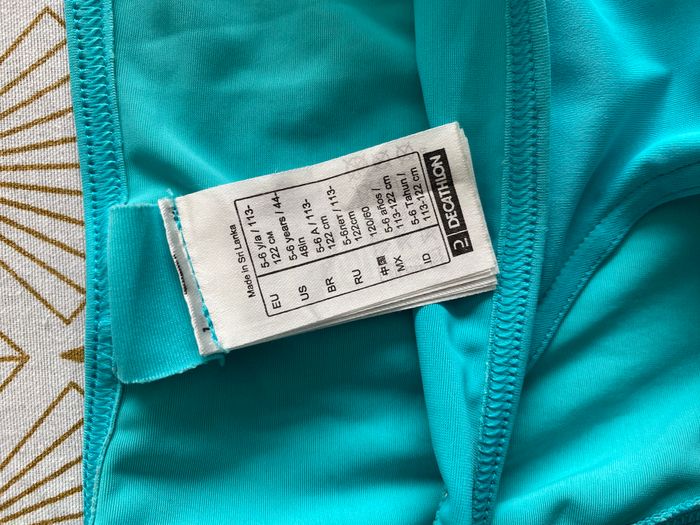 Made in Sri Lanka
EU 5-6 y/a / 113-
122 см
US 5-6 years / 44-
48in
BR 5-6 A / 113-
122 cm
RU 5-6лет / 113-
122cm
中国 120/60
MX 5-6 años /
113-122 cm
ID 5-6 Tahun /
113-122 cm
DECATHLON